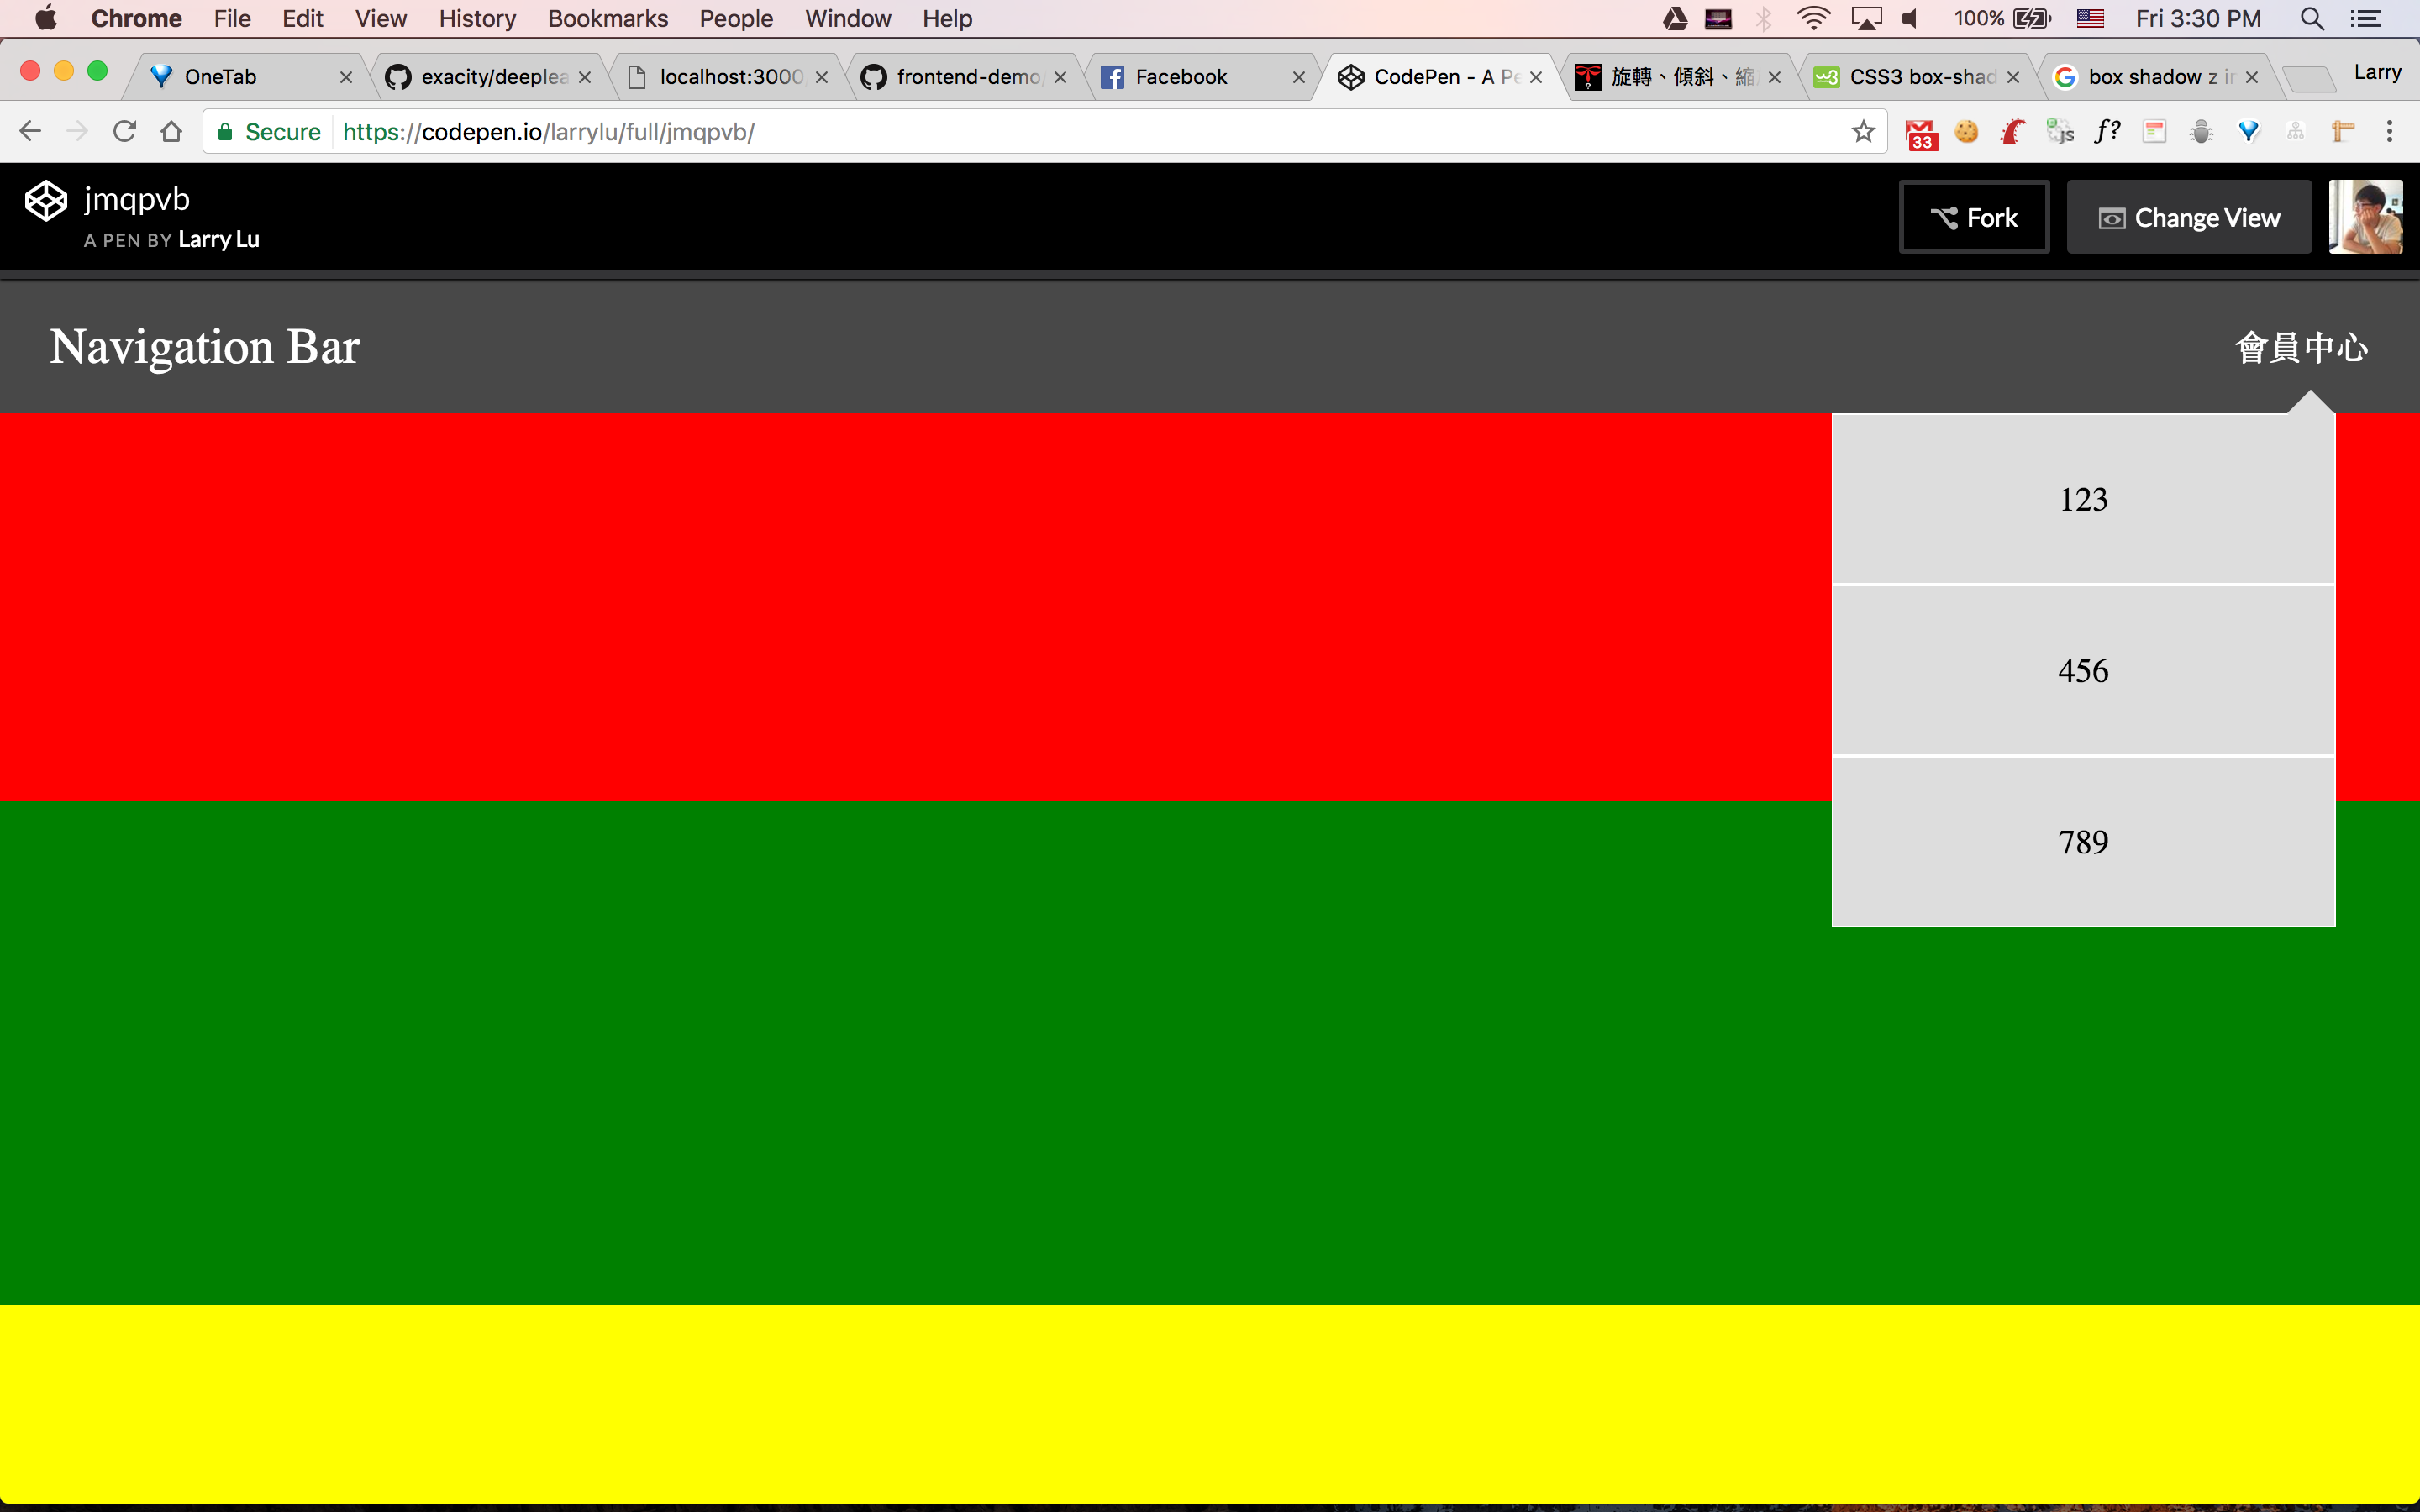 Chrome File Edit View History Bookmarks People Window Help 100% Fri 3:30 PM
OneTab exacity/deeplea localhost:3000 frontend-demo/ Facebook CodePen - A Pe 旋轉、傾斜、縮 CSS3 box-shad box shadow z in Larry
Secure https://codepen.io/larrylu/full/jmqpvb/ 33 JS f?
jmqpvb
A PEN BY Larry Lu
Fork Change View
Navigation Bar 會員中心
123
456
789